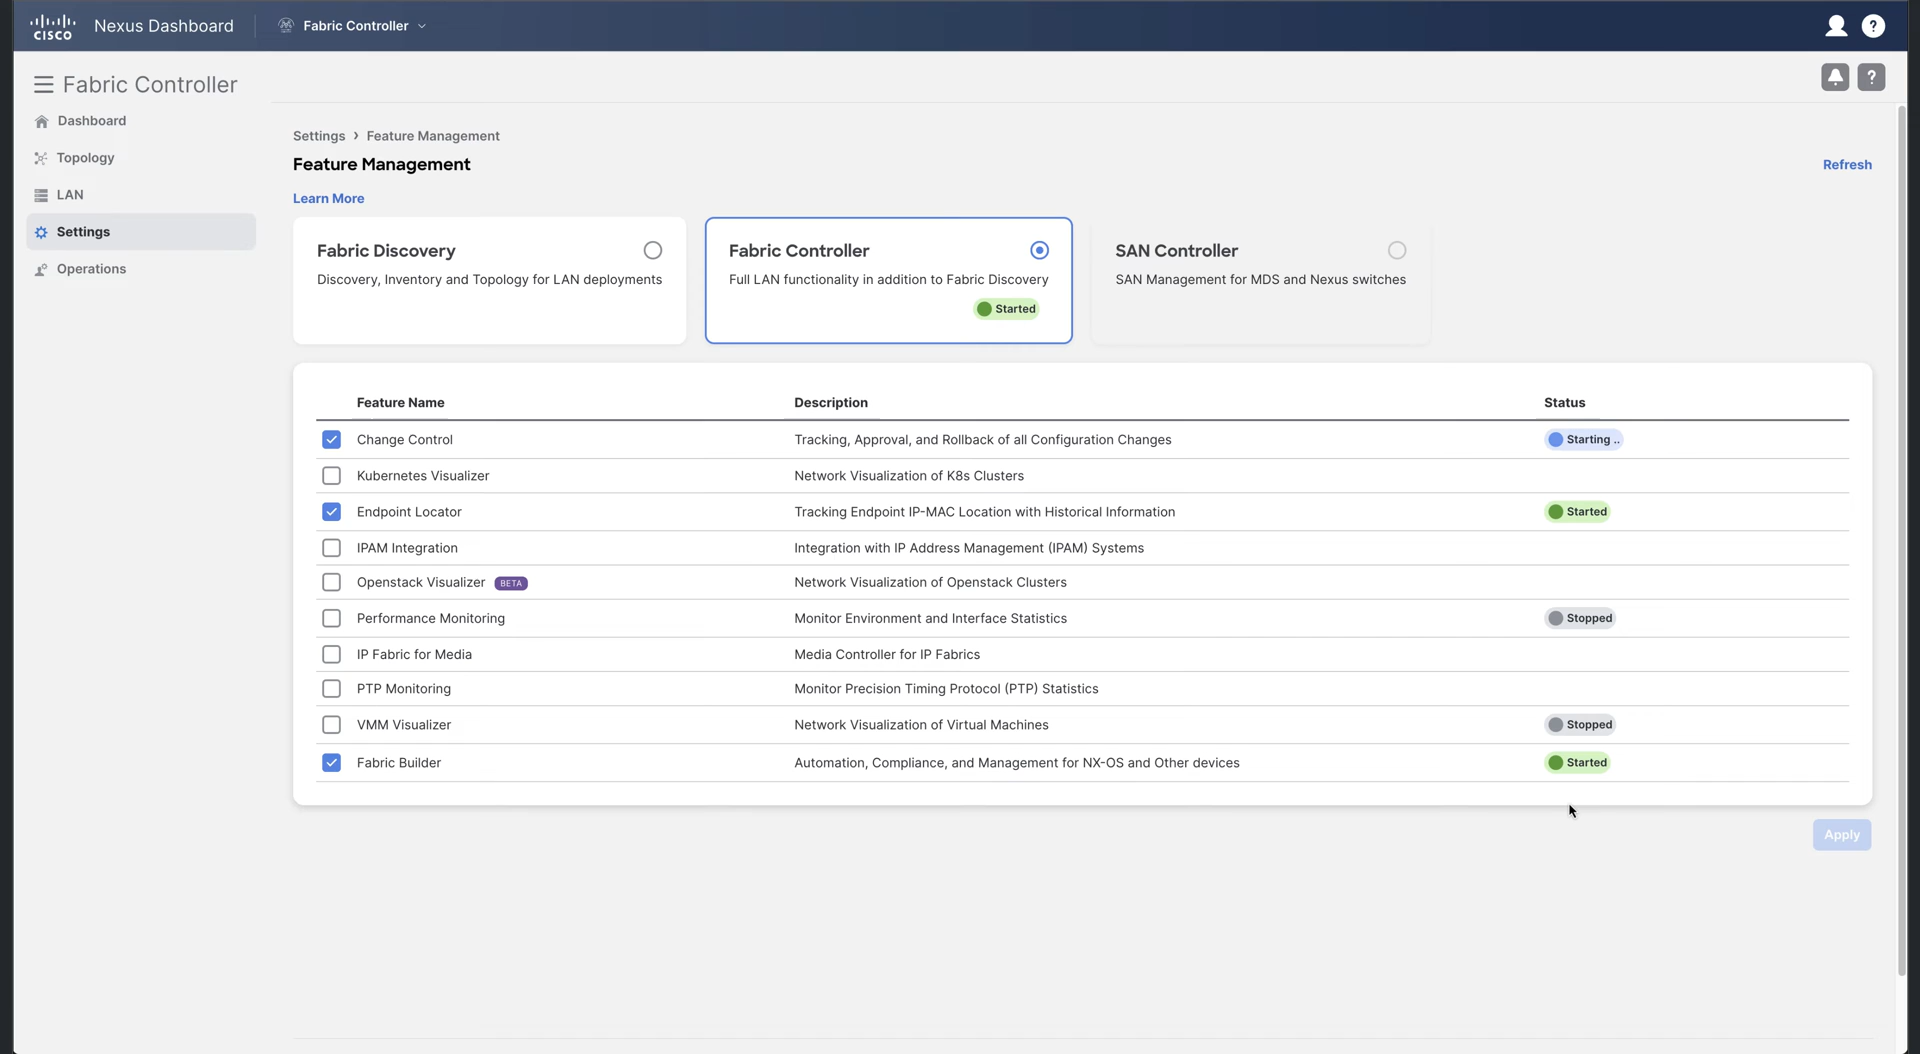 cisco Nexus Dashboard Fabric Controller ?
Fabric Controller ?
Dashboard
Topology
LAN
Settings
Operations
Settings › Feature Management
Feature Management Refresh
Learn More
Fabric Discovery
Discovery, Inventory and Topology for LAN deployments
Fabric Controller
Full LAN functionality in addition to Fabric Discovery
Started
SAN Controller
SAN Management for MDS and Nexus switches
Feature Name Description Status
Change Control Tracking, Approval, and Rollback of all Configuration Changes Starting ..
Kubernetes Visualizer Network Visualization of K8s Clusters
Endpoint Locator Tracking Endpoint IP-MAC Location with Historical Information Started
IPAM Integration Integration with IP Address Management (IPAM) Systems
Openstack Visualizer BETA Network Visualization of Openstack Clusters
Performance Monitoring Monitor Environment and Interface Statistics Stopped
IP Fabric for Media Media Controller for IP Fabrics
PTP Monitoring Monitor Precision Timing Protocol (PTP) Statistics
VMM Visualizer Network Visualization of Virtual Machines Stopped
Fabric Builder Automation, Compliance, and Management for NX-OS and Other devices Started
Apply